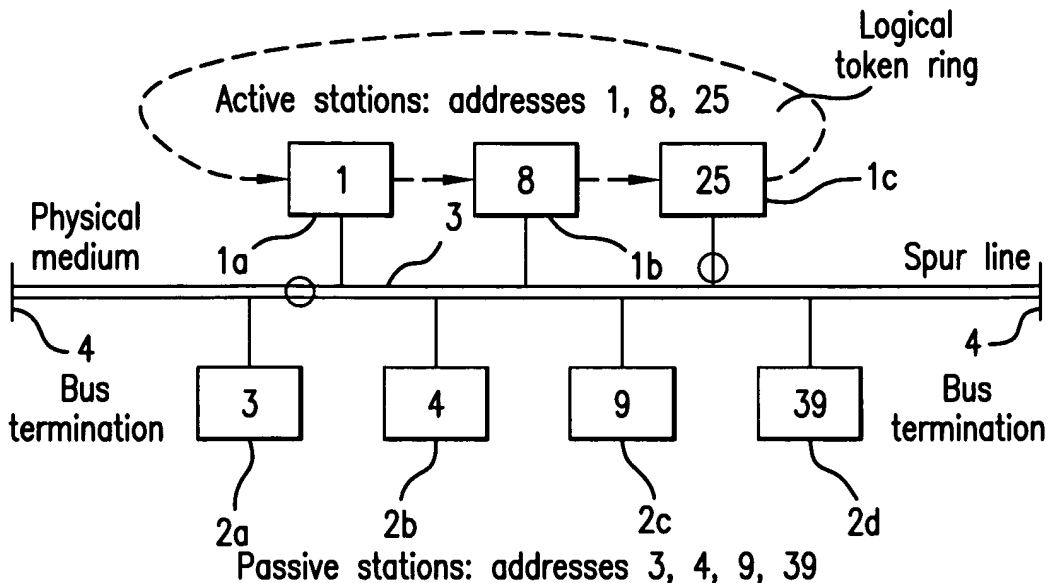 Logical
token ring
Active stations: addresses 1, 8, 25
1
8
25
1c
Physical
medium
1a
3
1b
Spur line
4
Bus
termination
3
4
9
39
4
Bus
termination
2a
2b
2c
2d
Passive stations: addresses 3, 4, 9, 39